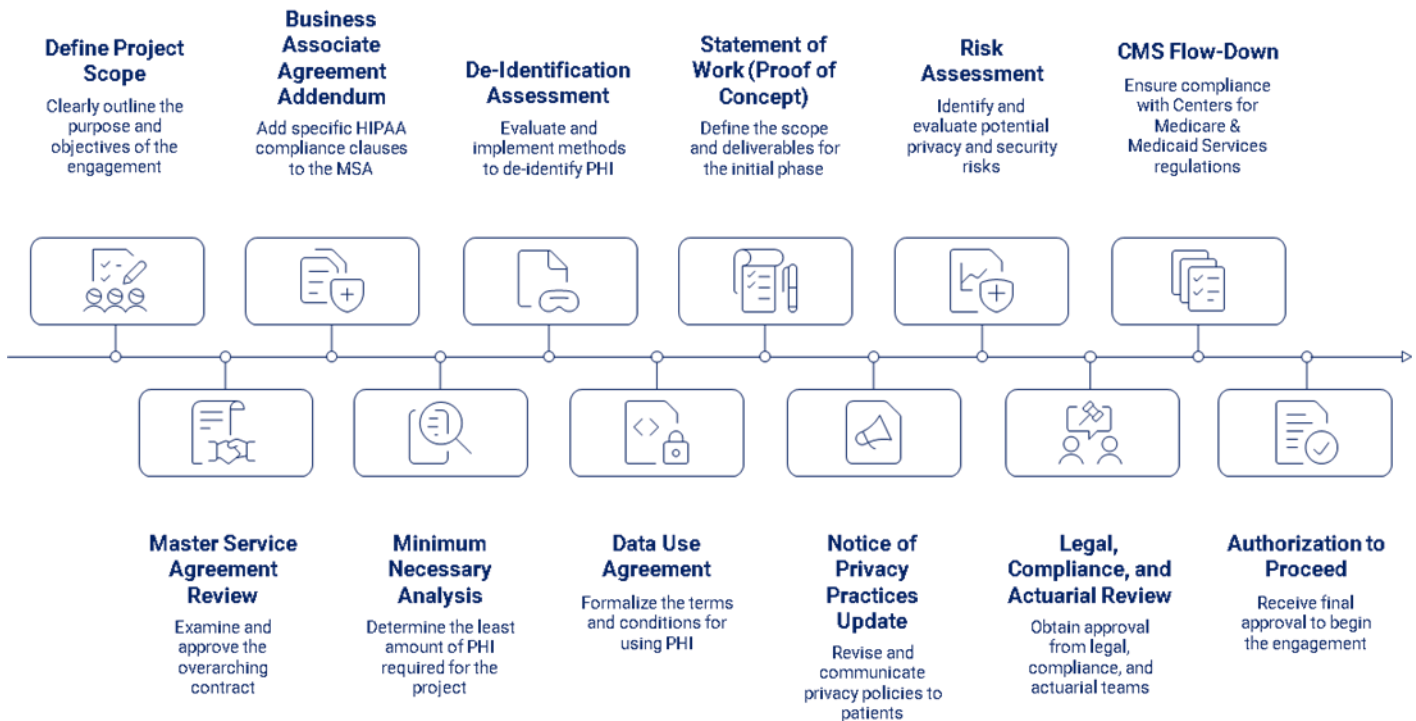 Define Project
Scope
Clearly outline the
purpose and
objectives of the
engagement
Business
Associate
Agreement
Addendum
Add specific HIPAA
compliance clauses
to the MSA
De-Identification
Assessment
Evaluate and
implement methods
to de-identify PHI
Statement of
Work (Proof of
Concept)
Define the scope
and deliverables for
the initial phase
Risk
Assessment
Identify and
evaluate potential
privacy and security
risks
CMS Flow-Down
Ensure compliance
with Centers for
Medicare &
Medicaid Services
regulations
Master Service
Agreement
Review
Examine and
approve the
overarching
contract
Minimum
Necessary
Analysis
Determine the least
amount of PHI
required for the
project
Data Use
Agreement
Formalize the terms
and conditions for
using PHI
Notice of
Privacy
Practices
Update
Revise and
communicate
privacy policies to
patients
Legal,
Compliance, and
Actuarial Review
Obtain approval
from legal,
compliance, and
actuarial teams
Authorization to
Proceed
Receive final
approval to begin
the engagement